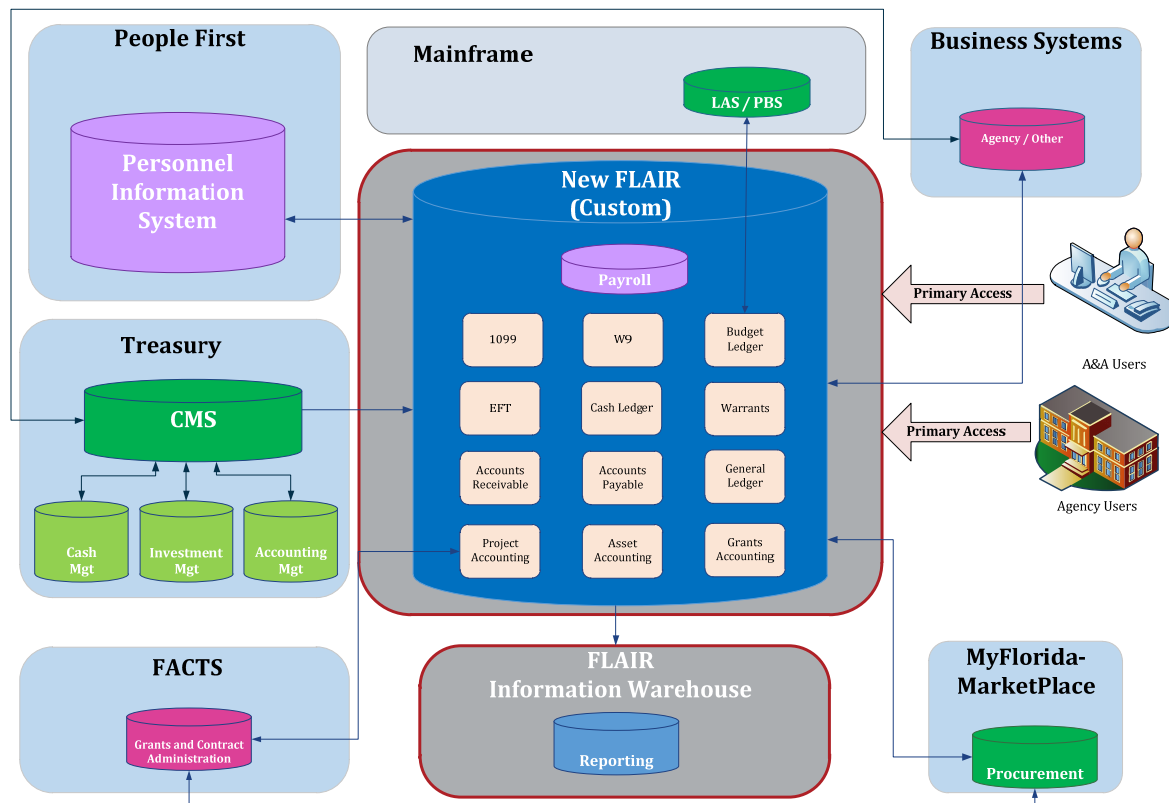 People First
Personnel
Information
System
Mainframe
LAS / PBS
Business Systems
Agency / Other
New FLAIR
(Custom)
Payroll
1099
W9
Budget
Ledger
EFT
Cash Ledger
Warrants
Accounts
Receivable
Accounts
Payable
General
Ledger
Project
Accounting
Asset
Accounting
Grants
Accounting
Primary Access
A&A Users
Primary Access
Agency Users
Treasury
CMS
Cash
Mgt
Investment
Mgt
Accounting
Mgt
FACTS
Grants and Contract
Administration
FLAIR
Information Warehouse
Reporting
MyFlorida-
MarketPlace
Procurement